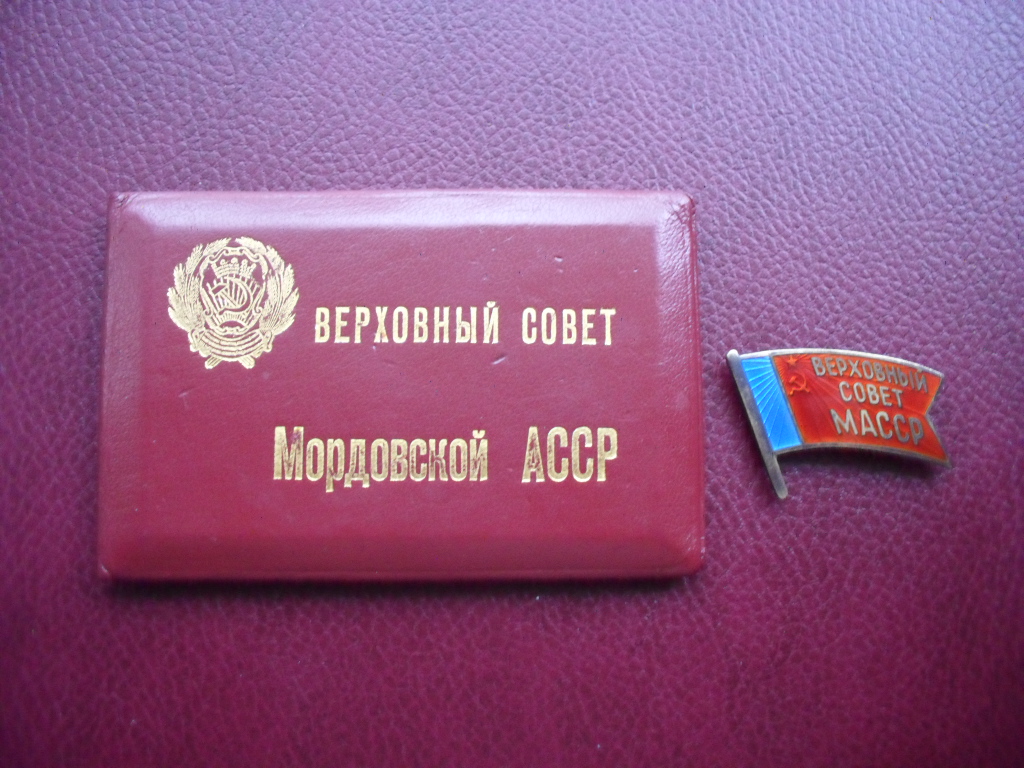 ВЕРХОВНЫЙ СОВЕТ
Мордовской АССР
ВЕРХОВНЫЙ
СОВЕТ
МАССР